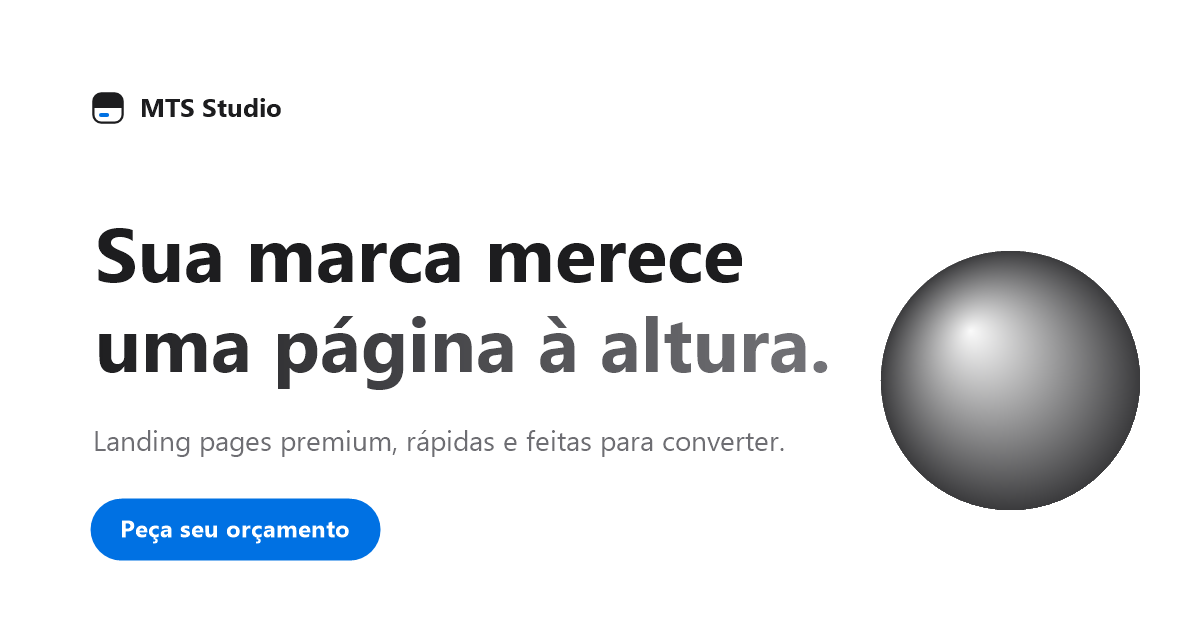 MTS Studio
Sua marca merece
uma página à altura.
Landing pages premium, rápidas e feitas para converter.
Peça seu orçamento